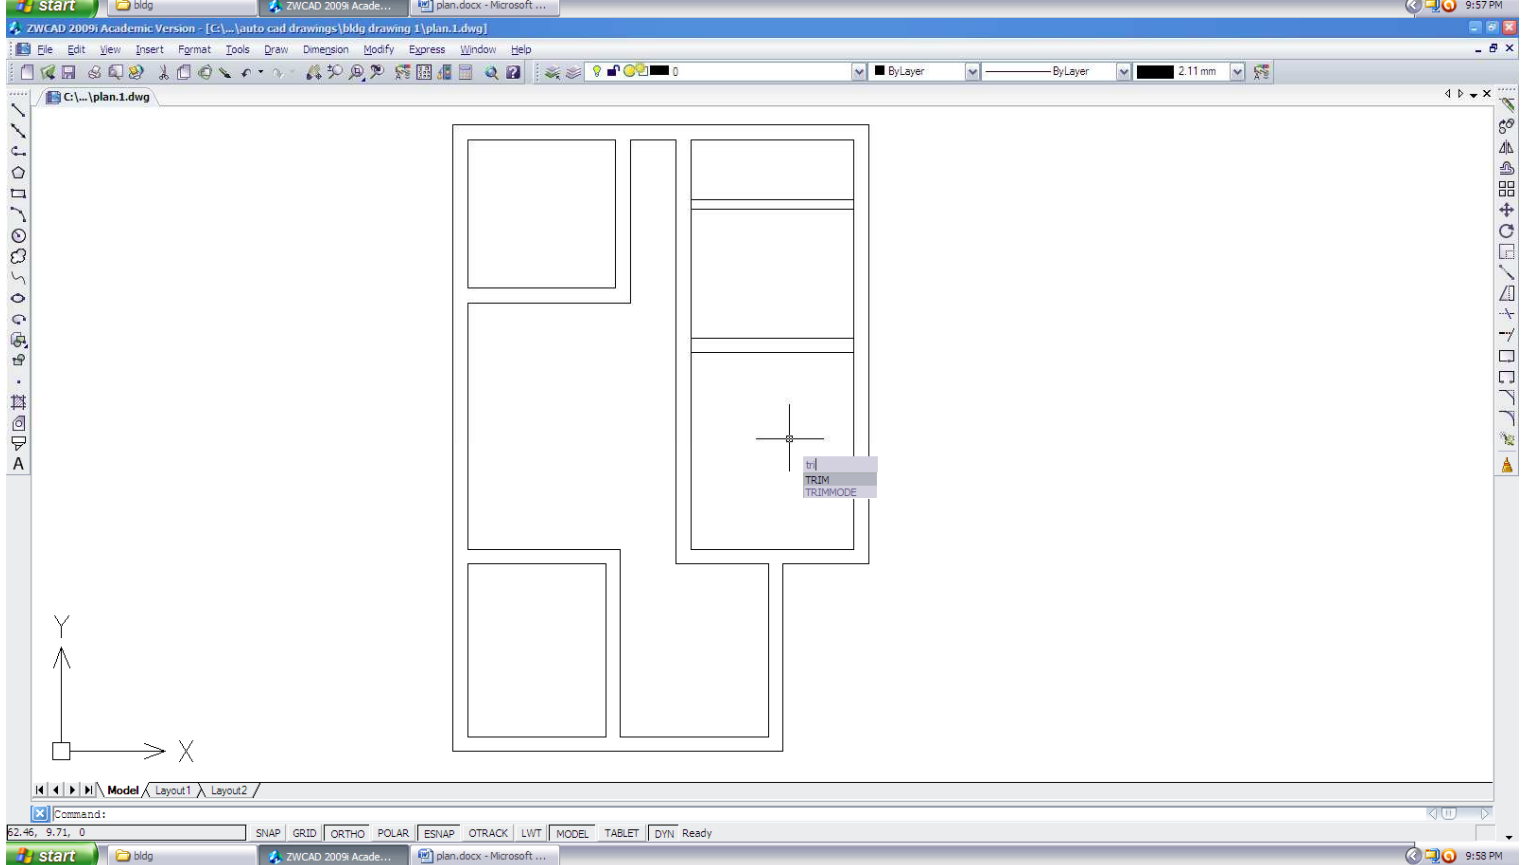 start bldg ZWCAD 2009i Acade... plan.docx - Microsoft ... 9:57 PM
ZWCAD 2009i Academic Version - [C:\...\auto cad drawings\bldg drawing 1\plan.1.dwg]
File Edit View Insert Format Tools Draw Dimension Modify Express Window Help
0 ByLayer ByLayer 2.11 mm
C:\...\plan.1.dwg
A
tri
TRIM
TRIMMODE
Y
X
Model Layout1 Layout2
Command:
62.46, 9.71, 0 SNAP GRID ORTHO POLAR ESNAP OTRACK LWT MODEL TABLET DYN Ready
start bldg ZWCAD 2009i Acade... plan.docx - Microsoft ... 9:58 PM